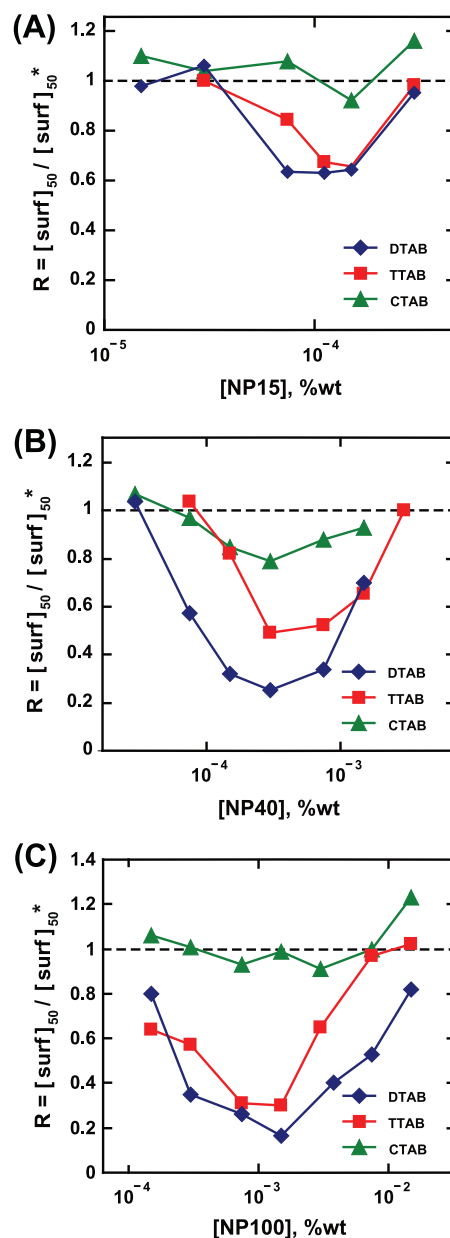 (A)
R = [surf]₅₀ / [surf]₅₀*
1.2
1
0.8
0.6
0.4
0.2
0
DTAB
TTAB
CTAB
10⁻⁵
10⁻⁴
[NP15], %wt
(B)
R = [surf]₅₀ / [surf]₅₀*
1.2
1
0.8
0.6
0.4
0.2
0
DTAB
TTAB
CTAB
10⁻⁴
10⁻³
[NP40], %wt
(C)
R = [surf]₅₀ / [surf]₅₀*
1.4
1.2
1
0.8
0.6
0.4
0.2
0
DTAB
TTAB
CTAB
10⁻⁴
10⁻³
10⁻²
[NP100], %wt